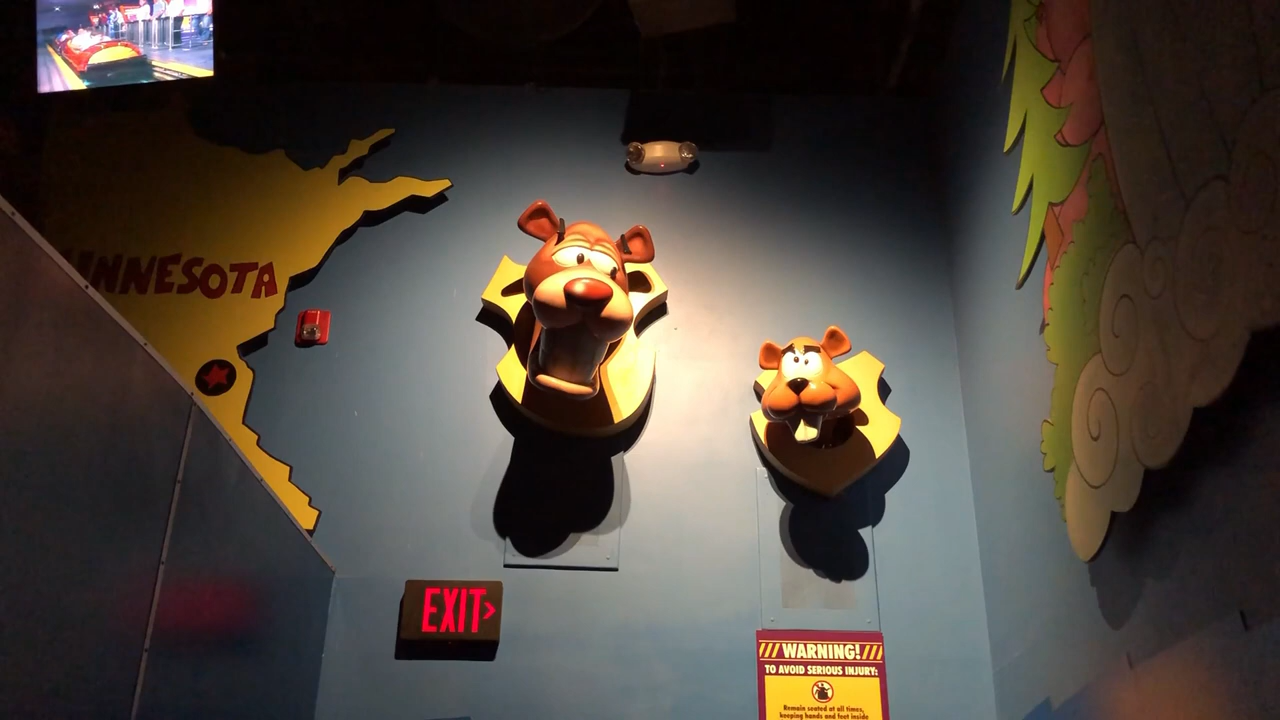 INNESOTA
EXIT>
WARNING!
TO AVOID SERIOUS INJURY:
Remain seated at all times,
keeping hands and feet inside